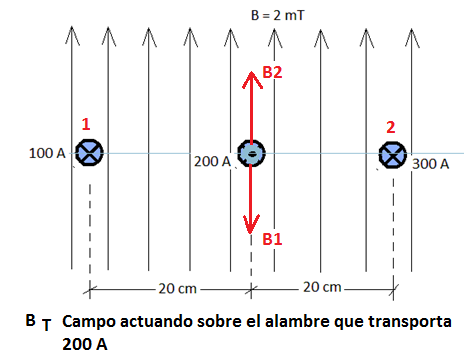 B = 2 mT
B2
1
2
100 A
200 A
300 A
B1
20 cm
20 cm
B T Campo actuando sobre el alambre que transporta
200 A